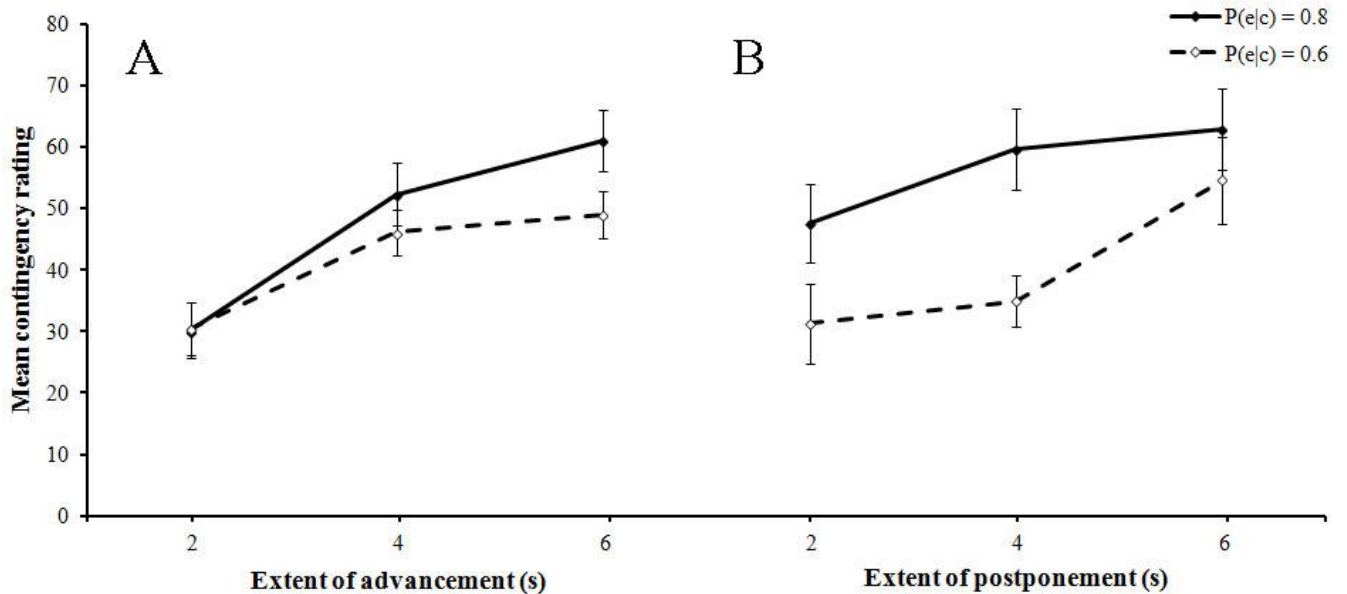 P(e|c) = 0.8
P(e|c) = 0.6
A
B
Mean contingency rating
80
70
60
50
40
30
20
10
0
2 4 6 2 4 6
Extent of advancement (s) Extent of postponement (s)